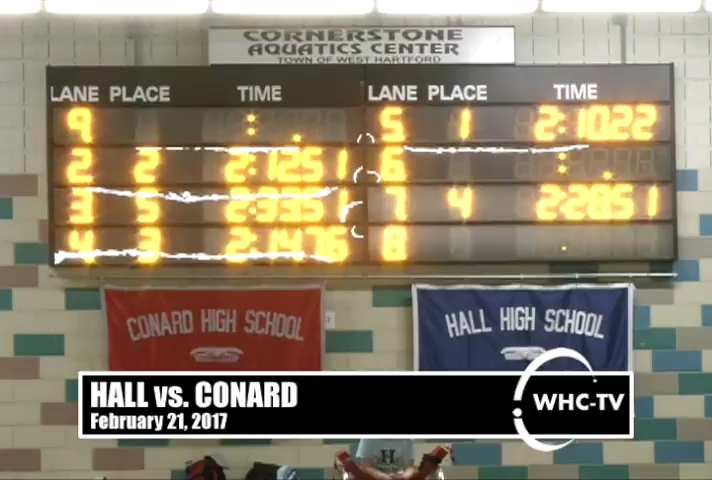 CORNERSTONE
AQUATICS CENTER
TOWN OF WEST HARTFORD
LANE PLACE TIME LANE PLACE TIME
9 : . 5 1 2:10.22
2 2 2:12.51 6 : .
3 5 2:33.51 7 4 2:28.51
4 3 2:14.76 8 .
CONARD HIGH SCHOOL
HALL HIGH SCHOOL
HALL vs. CONARD
February 21, 2017
WHC-TV
H